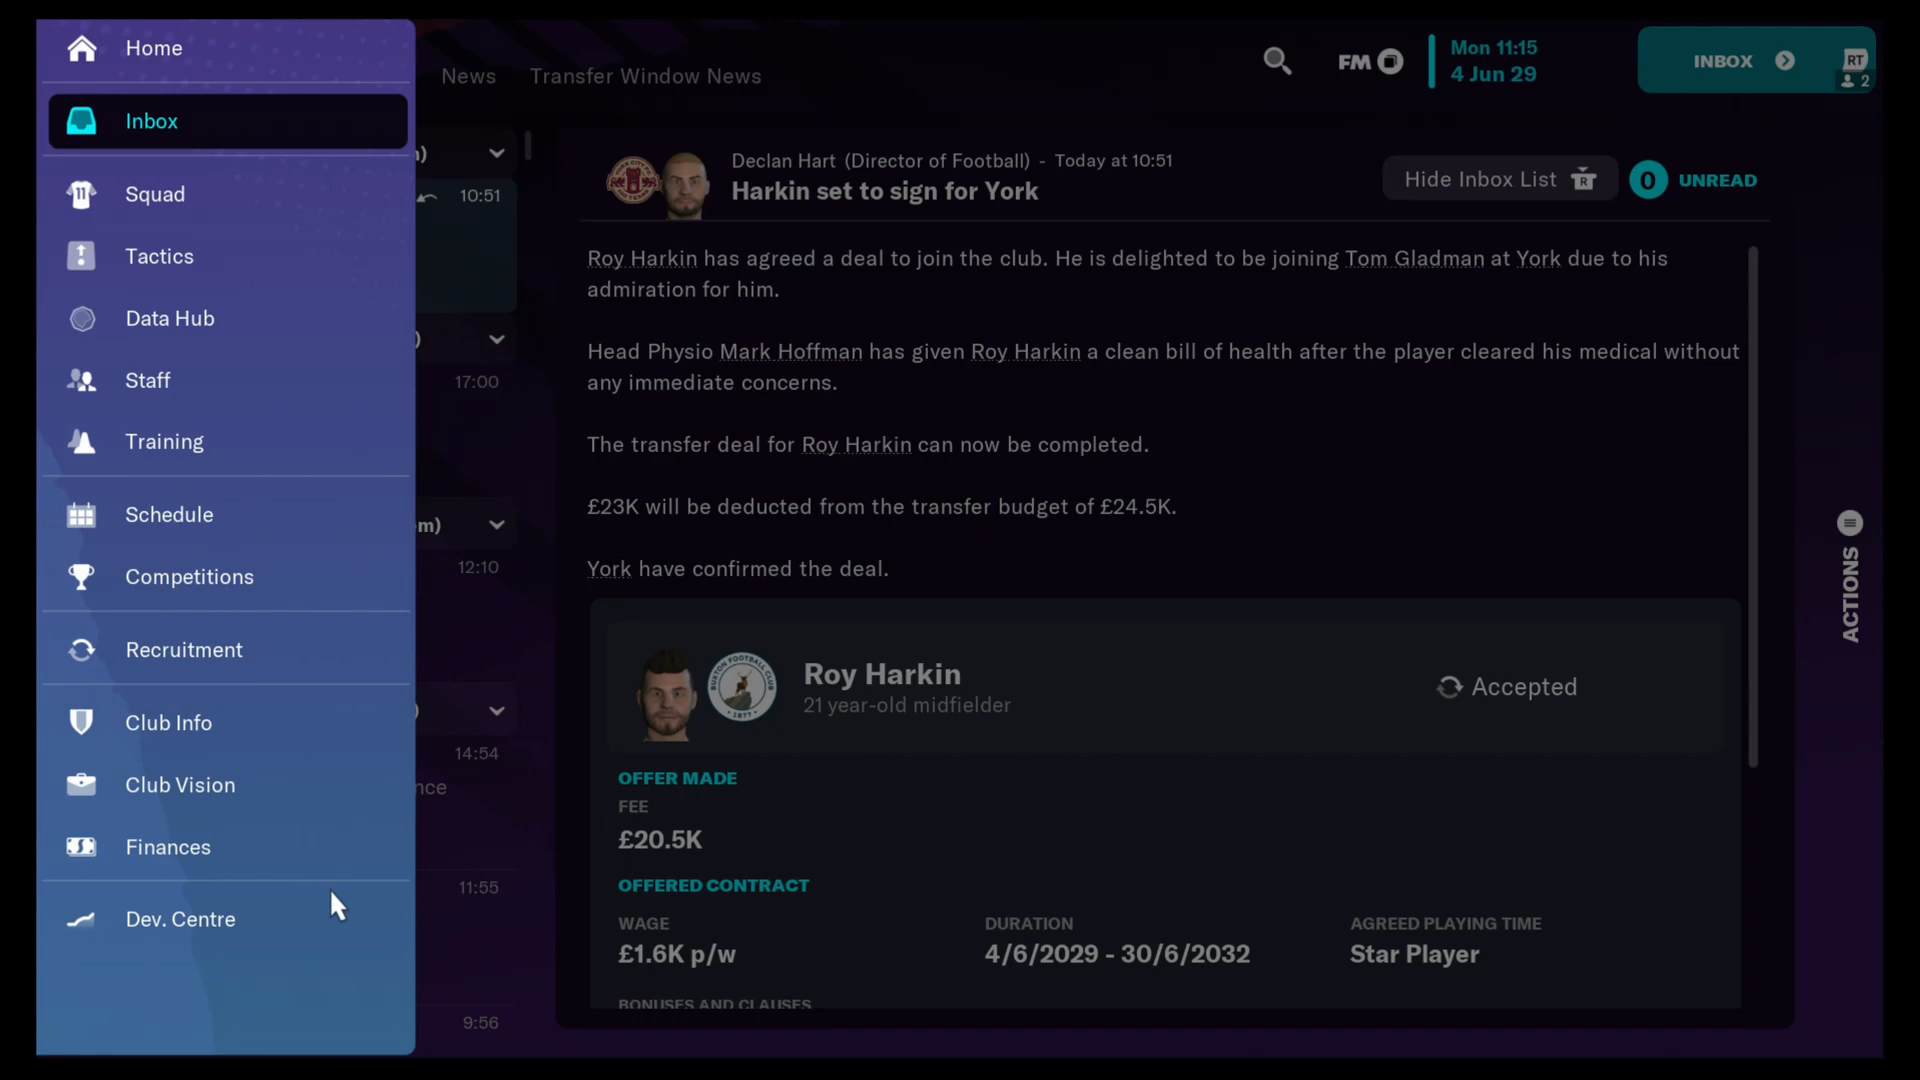 Home
Inbox
Squad
Tactics
Data Hub
Staff
Training
Schedule
Competitions
Recruitment
Club Info
Club Vision
Finances
Dev. Centre
News
Transfer Window News
FM
Mon 11:15
4 Jun 29
INBOX
RT
2
)
10:51
)
17:00
m)
12:10
)
14:54
nce
11:55
9:56
Declan Hart (Director of Football) - Today at 10:51
Harkin set to sign for York
Hide Inbox List
R
0 UNREAD
Roy Harkin has agreed a deal to join the club. He is delighted to be joining Tom Gladman at York due to his
admiration for him.
Head Physio Mark Hoffman has given Roy Harkin a clean bill of health after the player cleared his medical without
any immediate concerns.
The transfer deal for Roy Harkin can now be completed.
£23K will be deducted from the transfer budget of £24.5K.
York have confirmed the deal.
BUXTON FOOTBALL CLUB
1877
Roy Harkin
21 year-old midfielder
Accepted
OFFER MADE
FEE
£20.5K
OFFERED CONTRACT
WAGE
£1.6K p/w
DURATION
4/6/2029 - 30/6/2032
AGREED PLAYING TIME
Star Player
BONUSES AND CLAUSES
ACTIONS